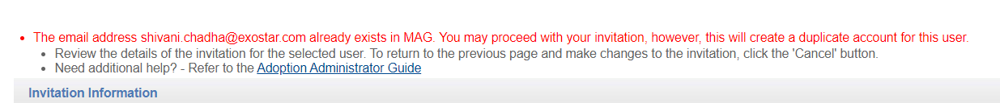 The email address shivani.chadha@exostar.com already exists in MAG. You may proceed with your invitation, however, this will create a duplicate account for this user.
Review the details of the invitation for the selected user. To return to the previous page and make changes to the invitation, click the 'Cancel' button.
Need additional help? - Refer to the Adoption Administrator Guide
Invitation Information